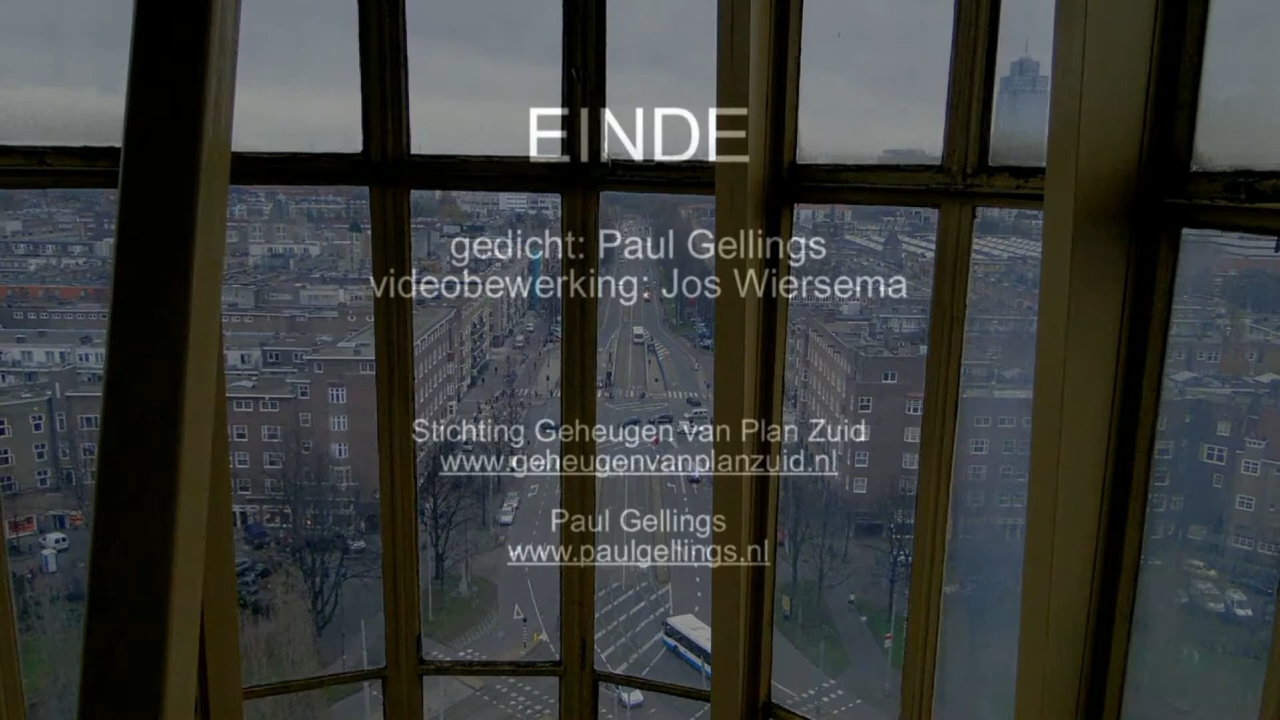 EINDE
gedicht: Paul Gellings
videobewerking: Jos Wiersema
Stichting Geheugen van Plan Zuid
www.geheugenvanplanzuid.nl
Paul Gellings
www.paulgellings.nl